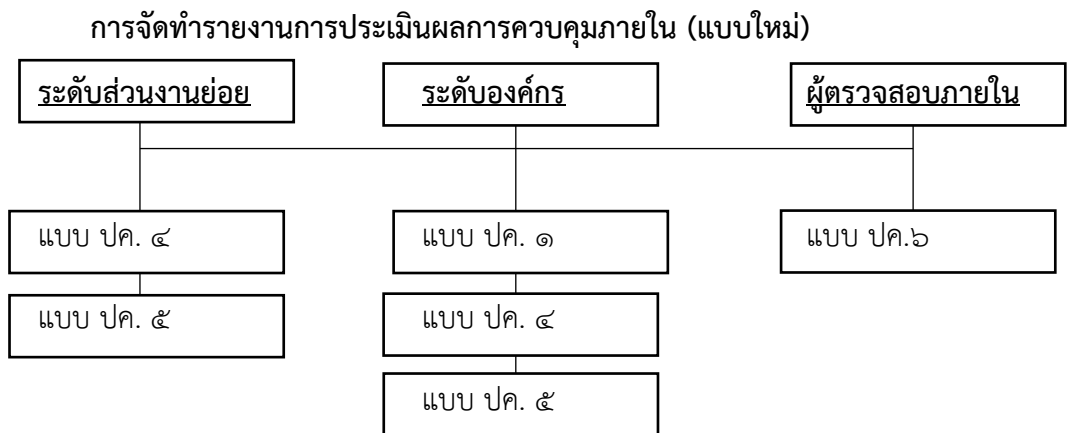 การจัดทำรายงานการประเมินผลการควบคุมภายใน (แบบใหม่)
ระดับส่วนงานย่อย
ระดับองค์กร
ผู้ตรวจสอบภายใน
แบบ ปค. ๔
แบบ ปค. ๑
แบบ ปค.๖
แบบ ปค. ๕
แบบ ปค. ๔
แบบ ปค. ๕